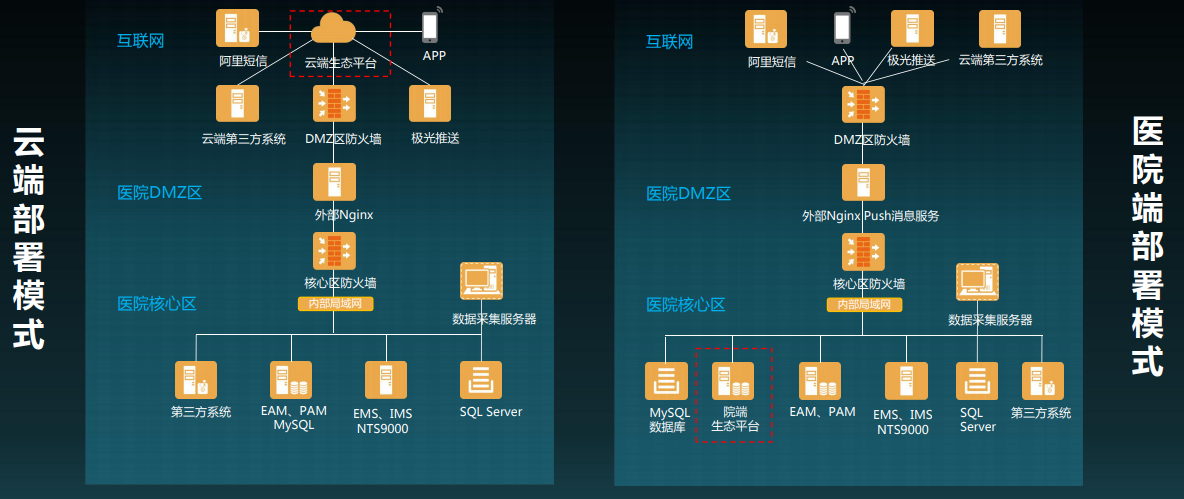 云端部署模式
互联网
阿里短信
云端生态平台
APP
云端第三方系统
DMZ区防火墙
极光推送
医院DMZ区
外部Nginx
核心区防火墙
医院核心区
内部局域网
数据采集服务器
第三方系统
EAM、PAM
MySQL
EMS、IMS
NTS9000
SQL Server
互联网
阿里短信
APP
极光推送
云端第三方系统
DMZ区防火墙
医院DMZ区
外部Nginx Push消息服务
核心区防火墙
医院核心区
内部局域网
数据采集服务器
MySQL
数据库
院端
生态平台
EAM、PAM
EMS、IMS
NTS9000
SQL
Server
第三方系统
医院端部署模式